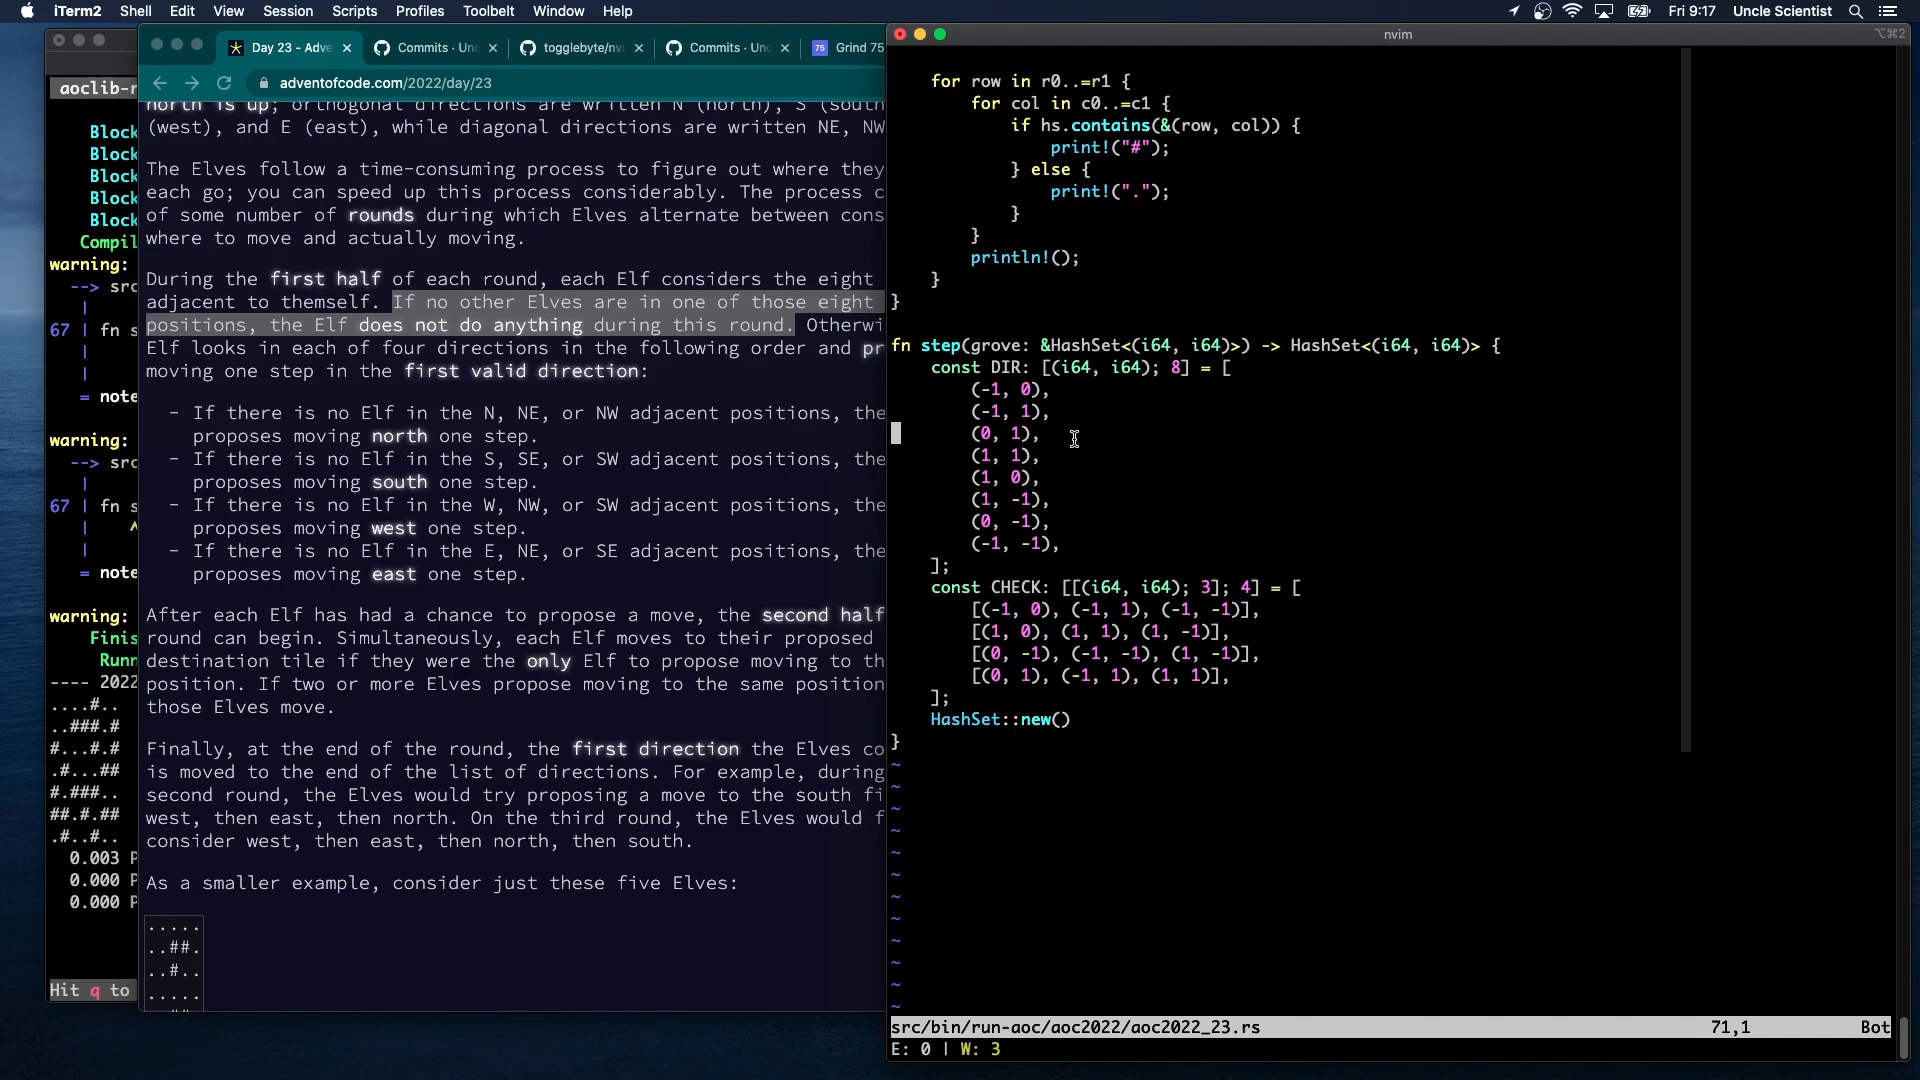 iTerm2 Shell Edit View Session Scripts Profiles Toolbelt Window Help Fri 9:17 Uncle Scientist
aoclib-r
Block
Block
Block
Block
Block
Compil
warning:
--> src
|
67 | fn s
|
|
= note
warning:
--> src
|
67 | fn s
| ^
|
= note
warning:
Finis
Runn
---- 2022
....#..
..###.#
#...#.#
.#...##
#.###..
##.#.##
.#..#..
0.003 P
0.000 P
0.000 P
Hit q to
Day 23 - Adve Commits · Unc togglebyte/nvi Commits · Unc 75 Grind 75
adventofcode.com/2022/day/23
north is up; orthogonal directions are written N (north), S (south
(west), and E (east), while diagonal directions are written NE, NW
The Elves follow a time-consuming process to figure out where they
each go; you can speed up this process considerably. The process c
of some number of rounds during which Elves alternate between cons
where to move and actually moving.
During the first half of each round, each Elf considers the eight
adjacent to themself. If no other Elves are in one of those eight
positions, the Elf does not do anything during this round. Otherwi
Elf looks in each of four directions in the following order and pr
moving one step in the first valid direction:
- If there is no Elf in the N, NE, or NW adjacent positions, the
proposes moving north one step.
- If there is no Elf in the S, SE, or SW adjacent positions, the
proposes moving south one step.
- If there is no Elf in the W, NW, or SW adjacent positions, the
proposes moving west one step.
- If there is no Elf in the E, NE, or SE adjacent positions, the
proposes moving east one step.
After each Elf has had a chance to propose a move, the second half
round can begin. Simultaneously, each Elf moves to their proposed
destination tile if they were the only Elf to propose moving to th
position. If two or more Elves propose moving to the same position
those Elves move.
Finally, at the end of the round, the first direction the Elves co
is moved to the end of the list of directions. For example, during
second round, the Elves would try proposing a move to the south fi
west, then east, then north. On the third round, the Elves would f
consider west, then east, then north, then south.
As a smaller example, consider just these five Elves:
.....
..##.
..#..
.....
nvim ⌥⌘2
for row in r0..=r1 {
for col in c0..=c1 {
if hs.contains(&(row, col)) {
print!("#");
} else {
print!(".");
}
}
println!();
}
}
fn step(grove: &HashSet<(i64, i64)>) -> HashSet<(i64, i64)> {
const DIR: [(i64, i64); 8] = [
(-1, 0),
(-1, 1),
(0, 1),
(1, 1),
(1, 0),
(1, -1),
(0, -1),
(-1, -1),
];
const CHECK: [[(i64, i64); 3]; 4] = [
[(-1, 0), (-1, 1), (-1, -1)],
[(1, 0), (1, 1), (1, -1)],
[(0, -1), (-1, -1), (1, -1)],
[(0, 1), (-1, 1), (1, 1)],
];
HashSet::new()
}
~
~
~
~
~
~
~
~
~
~
~
~
src/bin/run-aoc/aoc2022/aoc2022_23.rs 71,1 Bot
E: 0 | W: 3